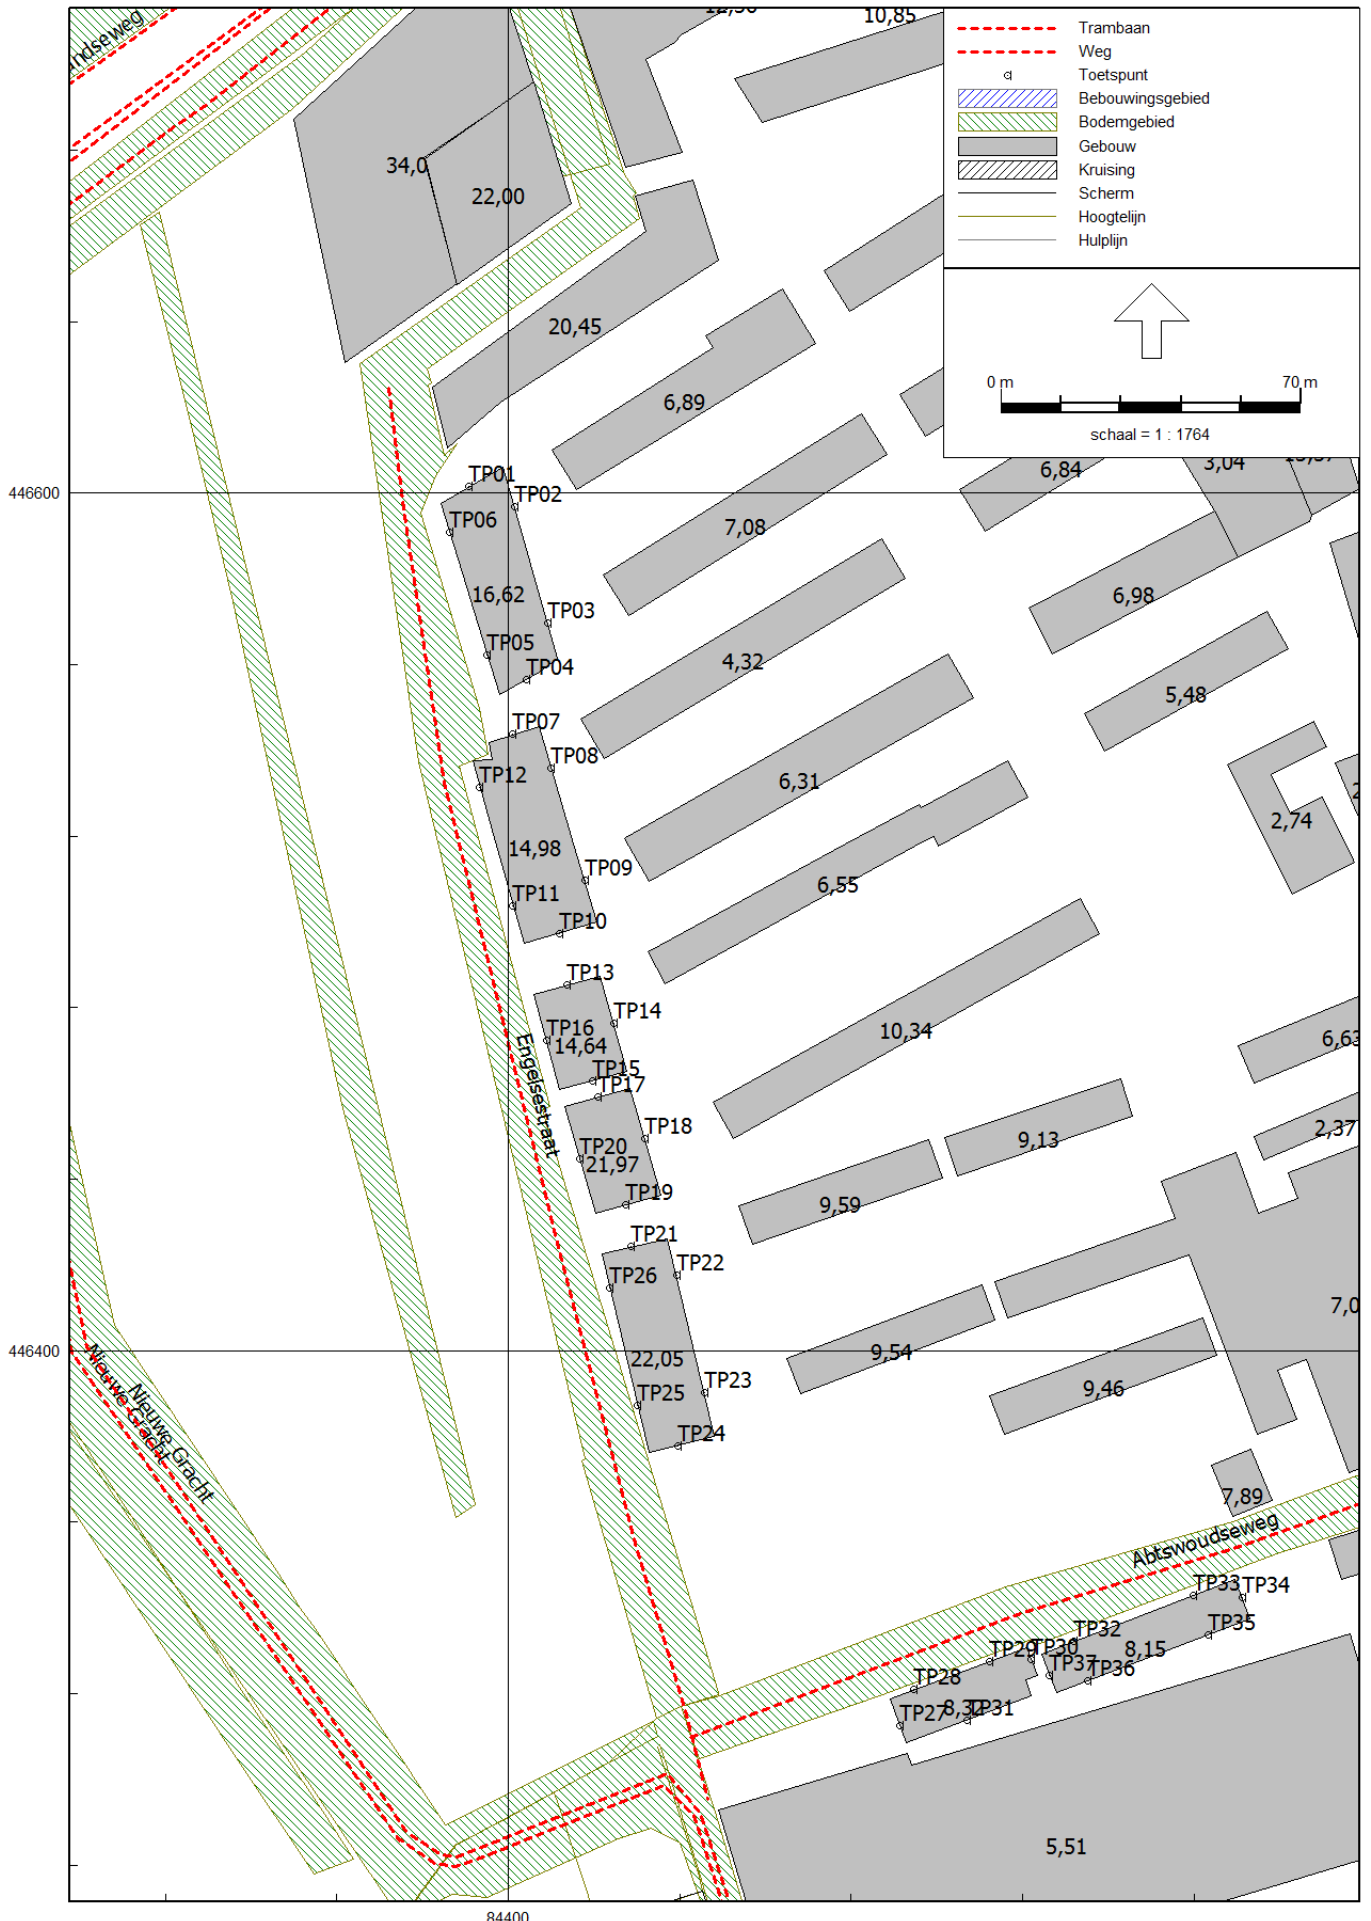 10,85
Trambaan
Weg
Toetspunt
Bebouwingsgebied
Bodemgebied
Gebouw
Kruising
Scherm
Hoogtelijn
Hulplijn
0 m
70 m
schaal = 1 : 1764
34,0
22,00
20,45
6,89
6,84
3,04
TP01
446600
TP02
TP06
7,08
16,62
6,98
TP03
TP05
4,32
TP04
5,48
TP07
TP08
TP12
6,31
2,74
14,98
TP09
6,55
TP11
TP10
TP13
TP14
10,34
TP16
14,64
6,63
Engelsestraat
TP15
TP17
TP18
9,13
2,37
TP20
21,97
TP19
9,59
TP21
TP22
TP26
7,0
446400
22,05
9,54
Nieuwe Gracht
Nieuwe Gracht
TP23
9,46
TP25
TP24
7,89
Abtswoudseweg
TP33
TP34
TP32
TP35
TP29
TP30
8,15
TP37
TP36
TP28
TP27
8,32
TP31
5,51
84400